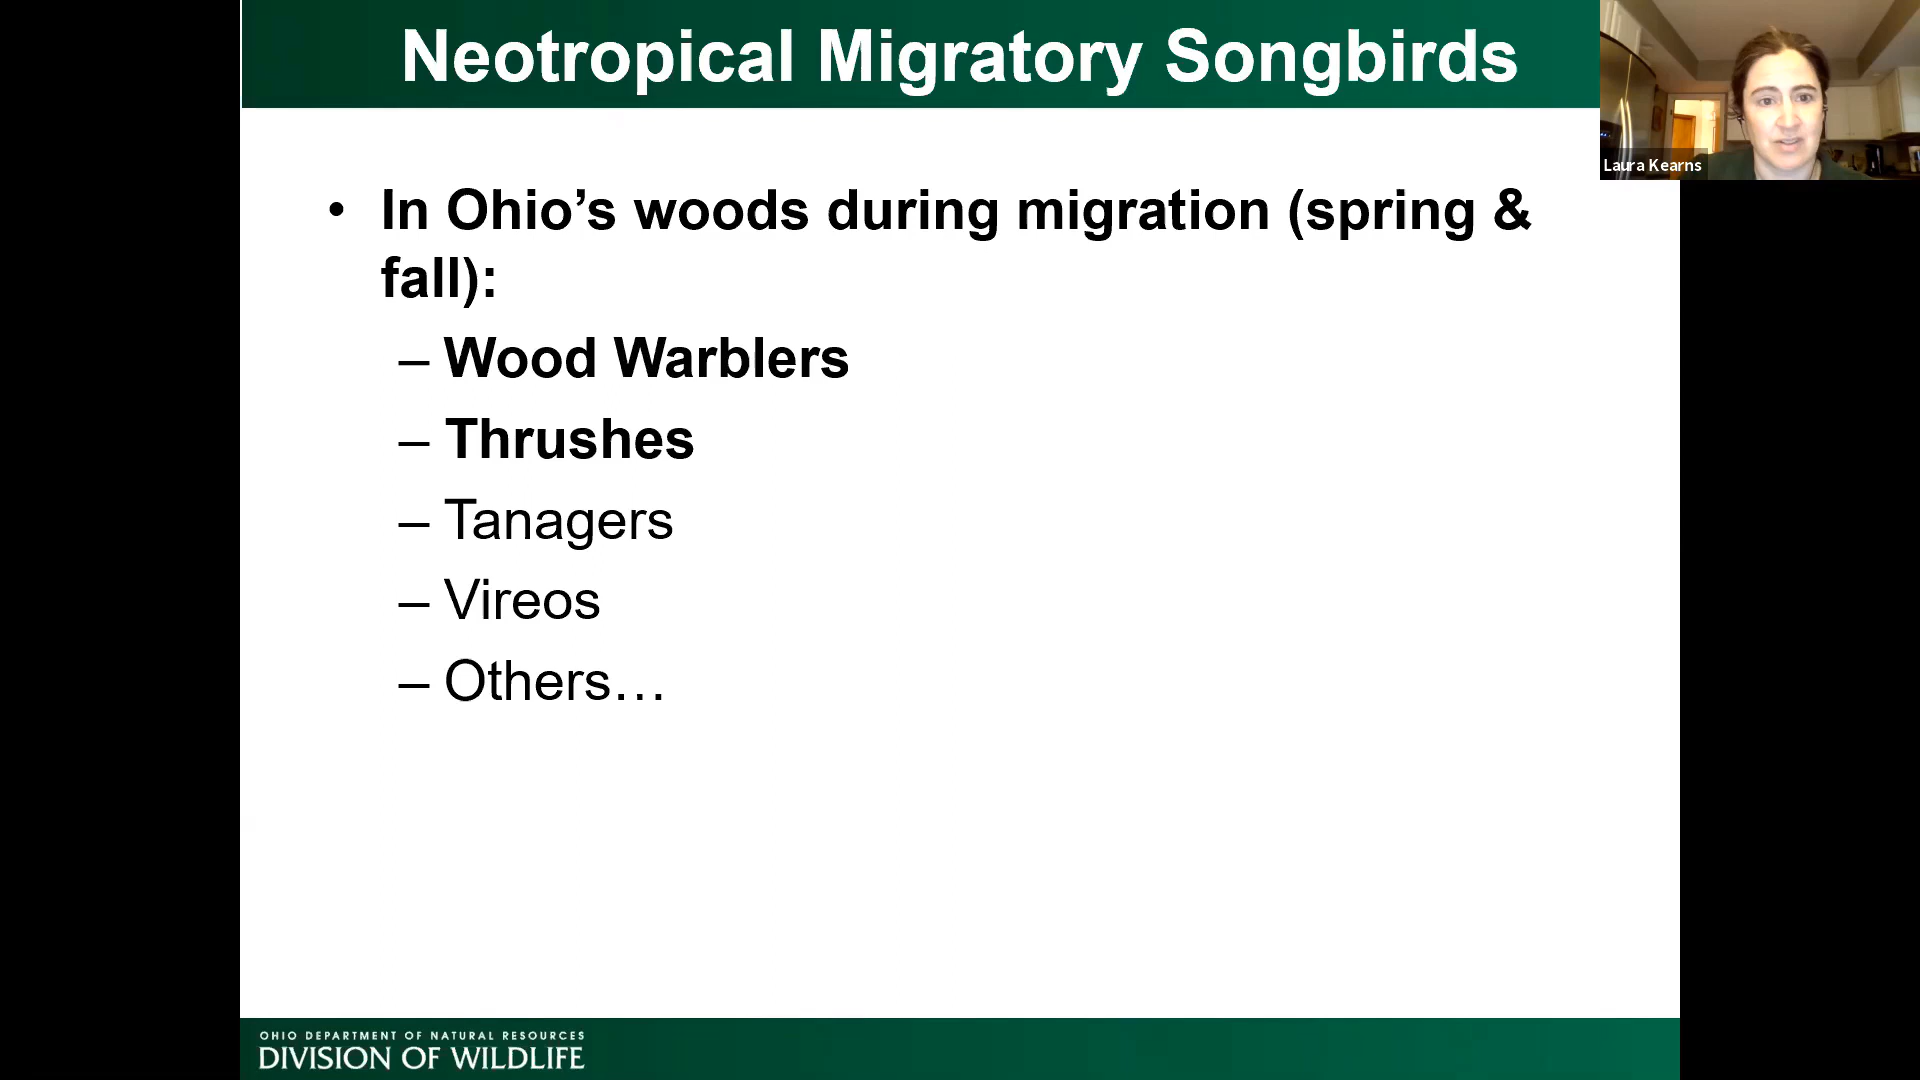 Neotropical Migratory Songbirds
Laura Kearns
• In Ohio’s woods during migration (spring &
fall):
– Wood Warblers
– Thrushes
– Tanagers
– Vireos
– Others…
OHIO DEPARTMENT OF NATURAL RESOURCES
DIVISION OF WILDLIFE